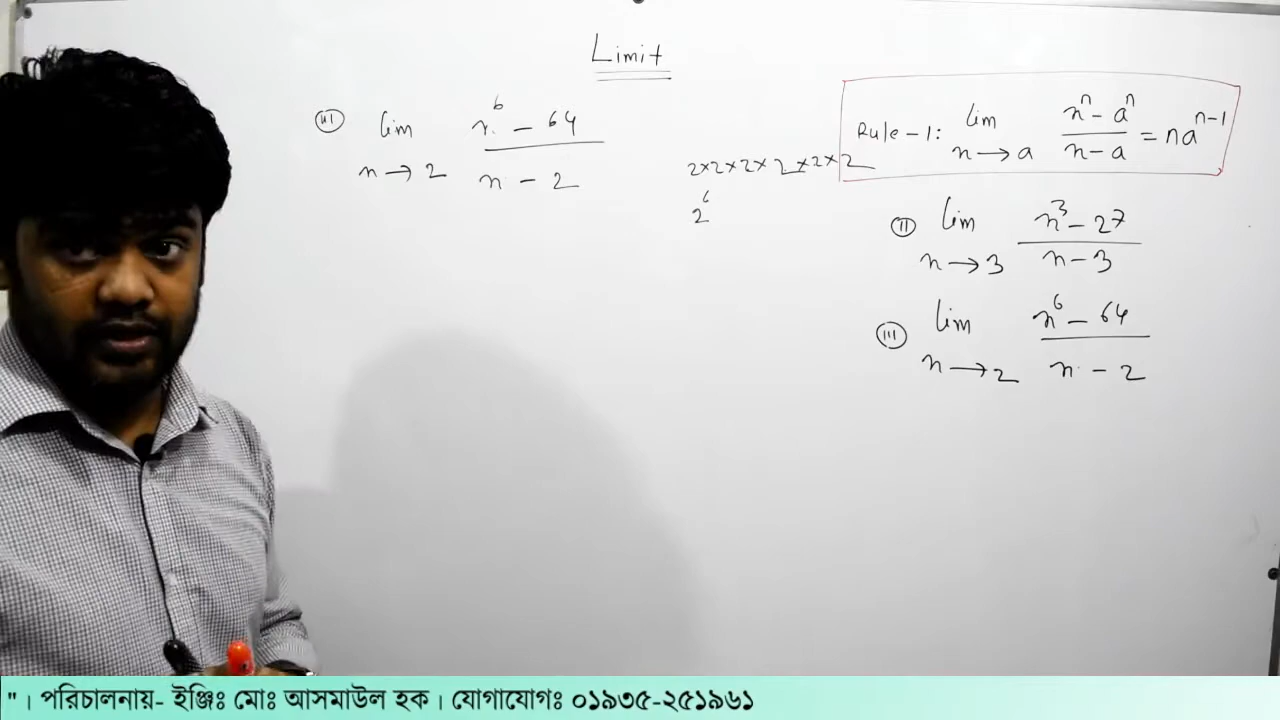 Limit
(III) lim x → 2 x⁶ - 64 / x - 2
2×2×2×2×2×2
2⁶
Rule-1: lim x → a xⁿ - aⁿ / x - a = naⁿ⁻¹
(II) lim x → 3 x³ - 27 / x - 3
(III) lim x → 2 x⁶ - 64 / x - 2
"। পরিচালনায়- ইঞ্জিঃ মোঃ আসমাউল হক। যোগাযোগঃ ০১৯৩৫-২৫১৯৬১